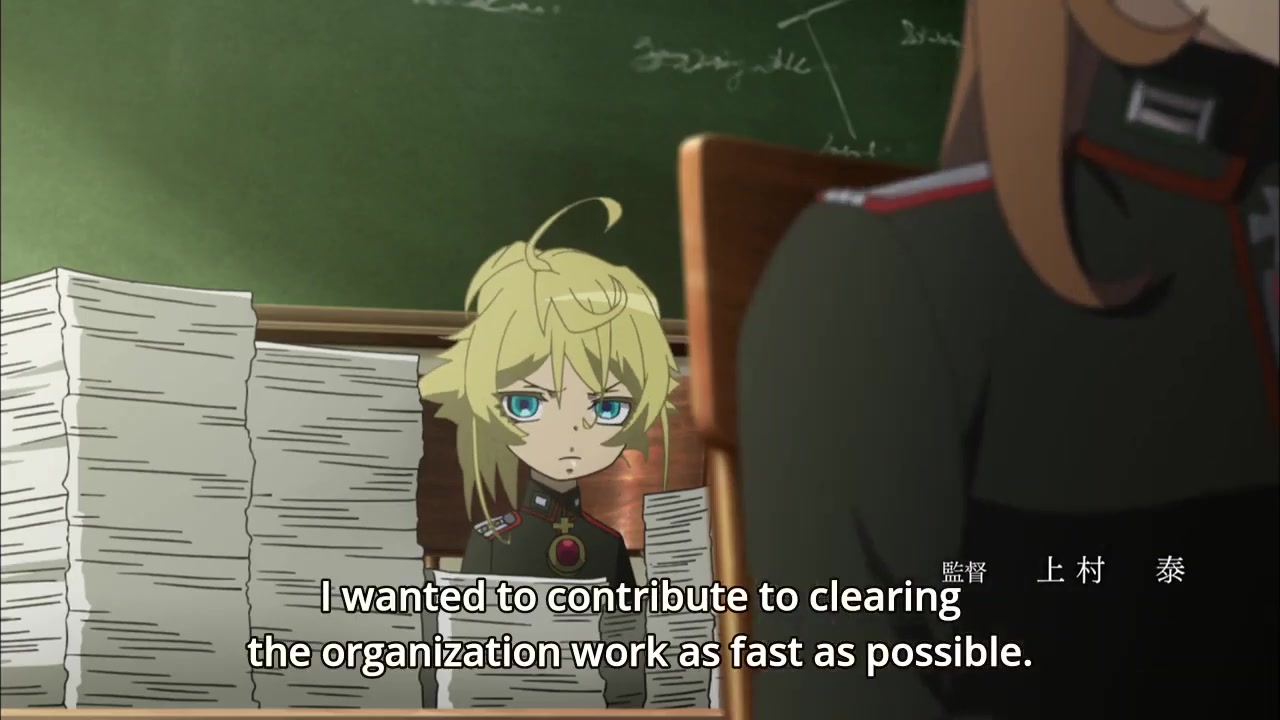 監督 上村 泰
I wanted to contribute to clearing
the organization work as fast as possible.